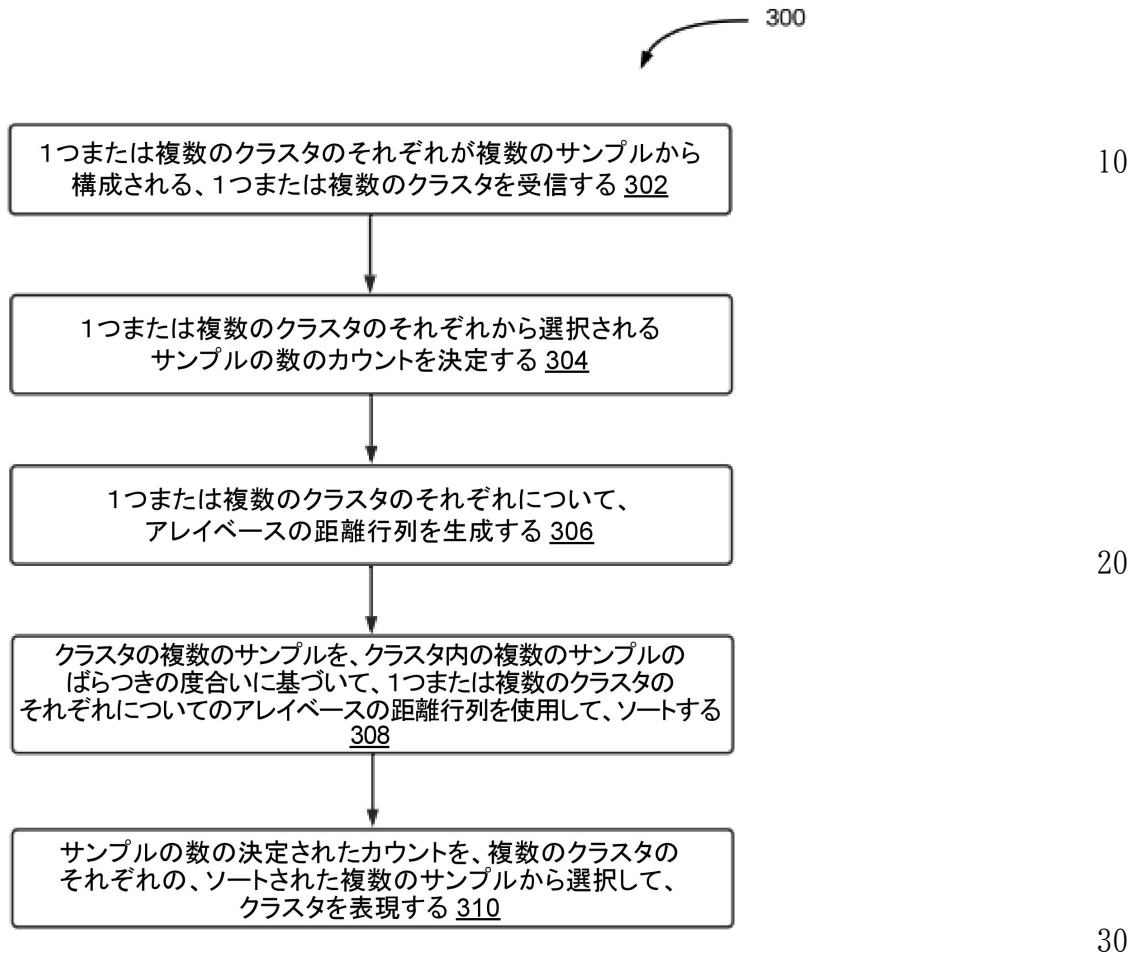 300
1つまたは複数のクラスタのそれぞれが複数のサンプルから
構成される、1つまたは複数のクラスタを受信する 302
10
1つまたは複数のクラスタのそれぞれから選択される
サンプルの数のカウントを決定する 304
1つまたは複数のクラスタのそれぞれについて、
アレイベースの距離行列を生成する 306
20
クラスタの複数のサンプルを、クラスタ内の複数のサンプルの
ばらつきの度合いに基づいて、1つまたは複数のクラスタの
それぞれについてのアレイベースの距離行列を使用して、ソートする
308
サンプルの数の決定されたカウントを、複数のクラスタの
それぞれの、ソートされた複数のサンプルから選択して、
クラスタを表現する 310
30